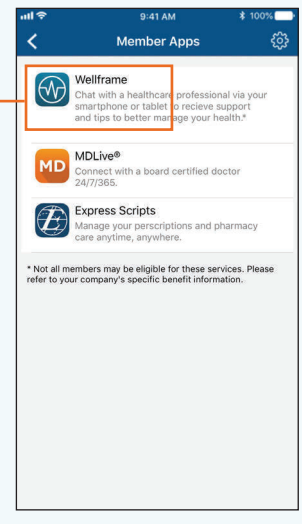 9:41 AM
100%
Member Apps
Wellframe
Chat with a healthcare professional via your
smartphone or tablet to recieve support
and tips to better manage your health.*
MD
MDLive®
Connect with a board certified doctor
24/7/365.
E
Express Scripts
Manage your perscriptions and pharmacy
care anytime, anywhere.
* Not all members may be eligible for these services. Please
refer to your company's specific benefit information.